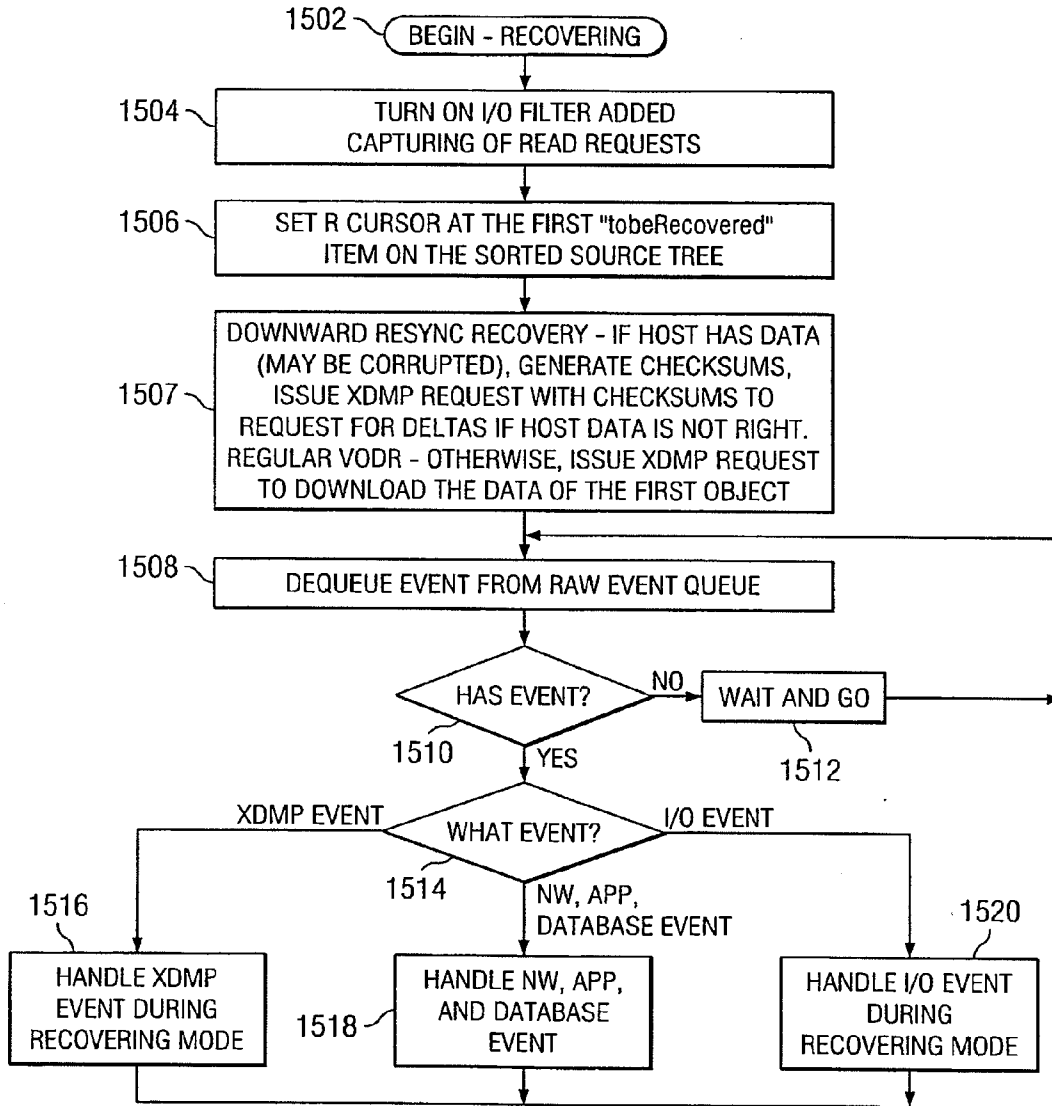 1502
BEGIN - RECOVERING
1504
TURN ON I/O FILTER ADDED
CAPTURING OF READ REQUESTS
1506
SET R CURSOR AT THE FIRST "tobeRecovered"
ITEM ON THE SORTED SOURCE TREE
1507
DOWNWARD RESYNC RECOVERY - IF HOST HAS DATA
(MAY BE CORRUPTED), GENERATE CHECKSUMS,
ISSUE XDMP REQUEST WITH CHECKSUMS TO
REQUEST FOR DELTAS IF HOST DATA IS NOT RIGHT.
REGULAR VODR - OTHERWISE, ISSUE XDMP REQUEST
TO DOWNLOAD THE DATA OF THE FIRST OBJECT
1508
DEQUEUE EVENT FROM RAW EVENT QUEUE
HAS EVENT?
NO
WAIT AND GO
1510
1512
YES
XDMP EVENT
WHAT EVENT?
I/O EVENT
1514
NW, APP,
DATABASE EVENT
1516
HANDLE XDMP
EVENT DURING
RECOVERING MODE
1518
HANDLE NW, APP,
AND DATABASE
EVENT
1520
HANDLE I/O EVENT
DURING
RECOVERING MODE